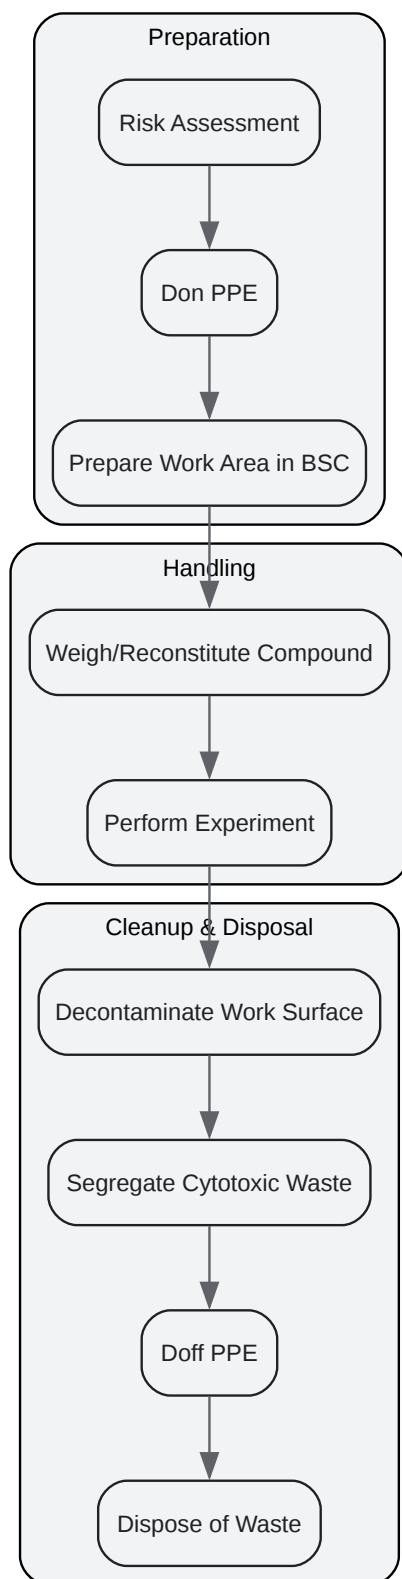 Preparation
Risk Assessment
Don PPE
Prepare Work Area in BSC
Handling
Weigh/Reconstitute Compound
Perform Experiment
Cleanup & Disposal
Decontaminate Work Surface
Segregate Cytotoxic Waste
Doff PPE
Dispose of Waste